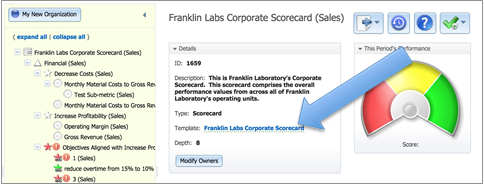 My New Organization
( expand all | collapse all )
Franklin Labs Corporate Scorecard (Sales)
Financial (Sales)
Decrease Costs (Sales)
Monthly Material Costs to Gross Reve
Test Sub-metric (Sales)
Monthly Material Costs to Gross Rev
Increase Profitability (Sales)
Operating Margin (Sales)
Gross Revenue (Sales)
Objectives Aligned with Increase Pro
1 (Sales)
reduce overtime from 15% to 10%
3 (Sales)
Franklin Labs Corporate Scorecard (Sales)
Details
ID: 1659
Description: This is Franklin Laboratory's Corporate
Scorecard. This scorecard comprises the overall
performance values from across all of Franklin
Laboratory's operating units.
Type: Scorecard
Template: Franklin Labs Corporate Scorecard
Depth: 8
Modify Owners
This Period's Performance
Score: